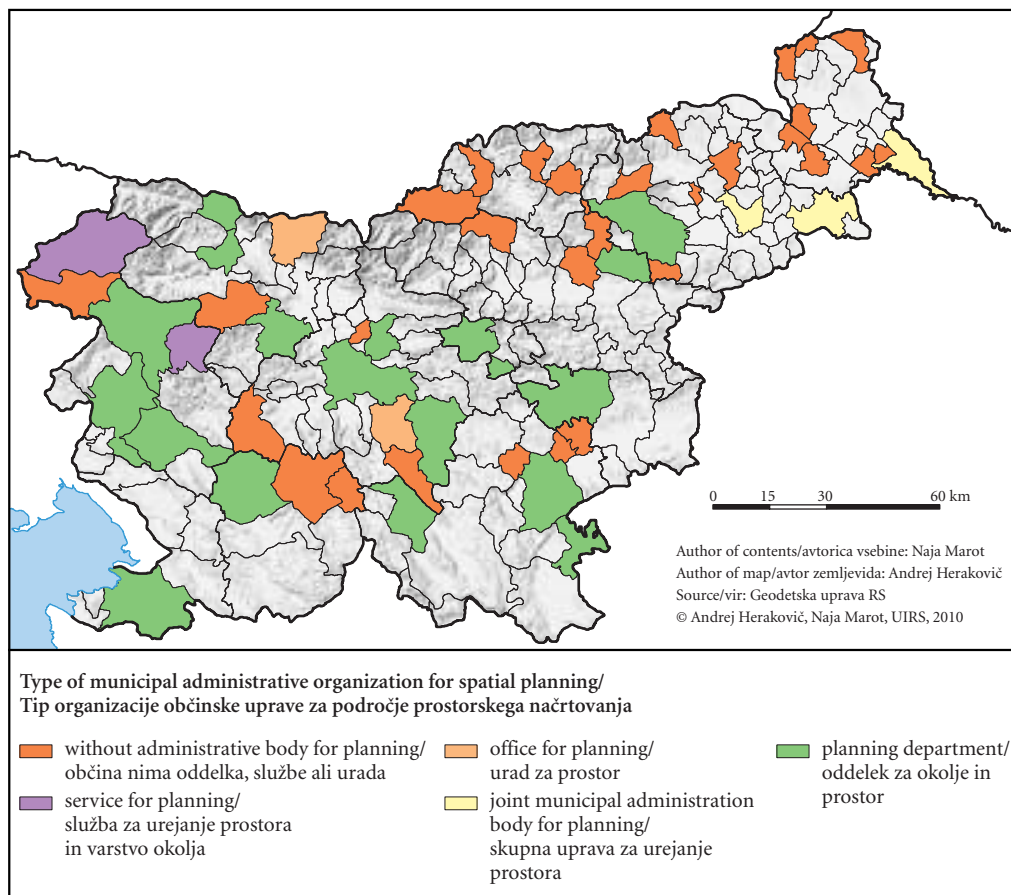 0 15 30 60 km
Author of contents/avtorica vsebine: Naja Marot
Author of map/avtor zemljevida: Andrej Herakovič
Source/vir: Geodetska uprava RS
© Andrej Herakovič, Naja Marot, UIRS, 2010
Type of municipal administrative organization for spatial planning/
Tip organizacije občinske uprave za področje prostorskega načrtovanja
without administrative body for planning/
občina nima oddelka, službe ali urada
service for planning/
služba za urejanje prostora
in varstvo okolja
office for planning/
urad za prostor
joint municipal administration
body for planning/
skupna uprava za urejanje
prostora
planning department/
oddelek za okolje in
prostor